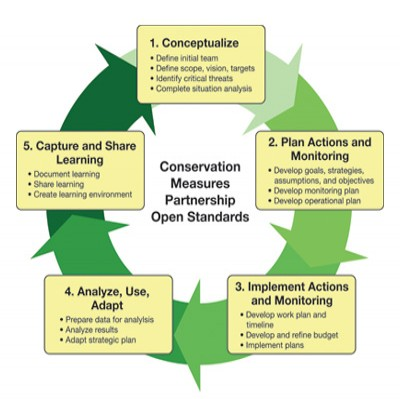 1. Conceptualize
• Define initial team
• Define scope, vision, targets
• Identify critical threats
• Complete situation analysis
2. Plan Actions and
Monitoring
• Develop goals, strategies,
assumptions, and objectives
• Develop monitoring plan
• Develop operational plan
3. Implement Actions
and Monitoring
• Develop work plan and
timeline
• Develop and refine budget
• Implement plans
4. Analyze, Use,
Adapt
• Prepare data for analylsis
• Analyze results
• Adapt strategic plan
5. Capture and Share
Learning
• Document learning
• Share learning
• Create learning environment
Conservation
Measures
Partnership
Open Standards